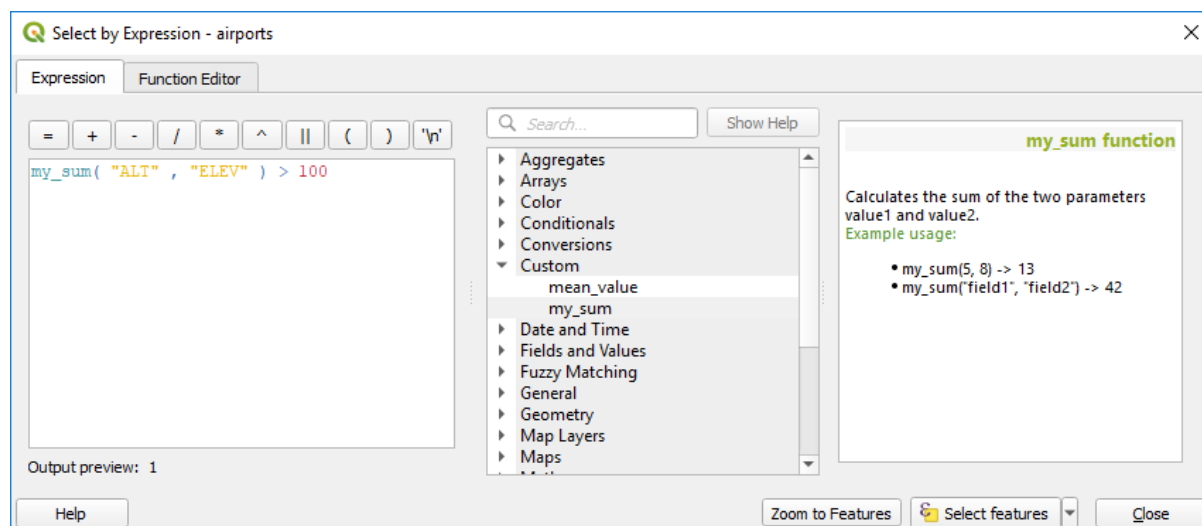 Select by Expression - airports
Expression
Function Editor
= + - / * ^ || ( ) '\n'
my_sum( "ALT" , "ELEV" ) > 100
Output preview: 1
Search...
Show Help
Aggregates
Arrays
Color
Conditionals
Conversions
Custom
mean_value
my_sum
Date and Time
Fields and Values
Fuzzy Matching
General
Geometry
Map Layers
Maps
my_sum function
Calculates the sum of the two parameters
value1 and value2.
Example usage:
• my_sum(5, 8) -> 13
• my_sum("field1", "field2") -> 42
Help
Zoom to Features
Select features
Close